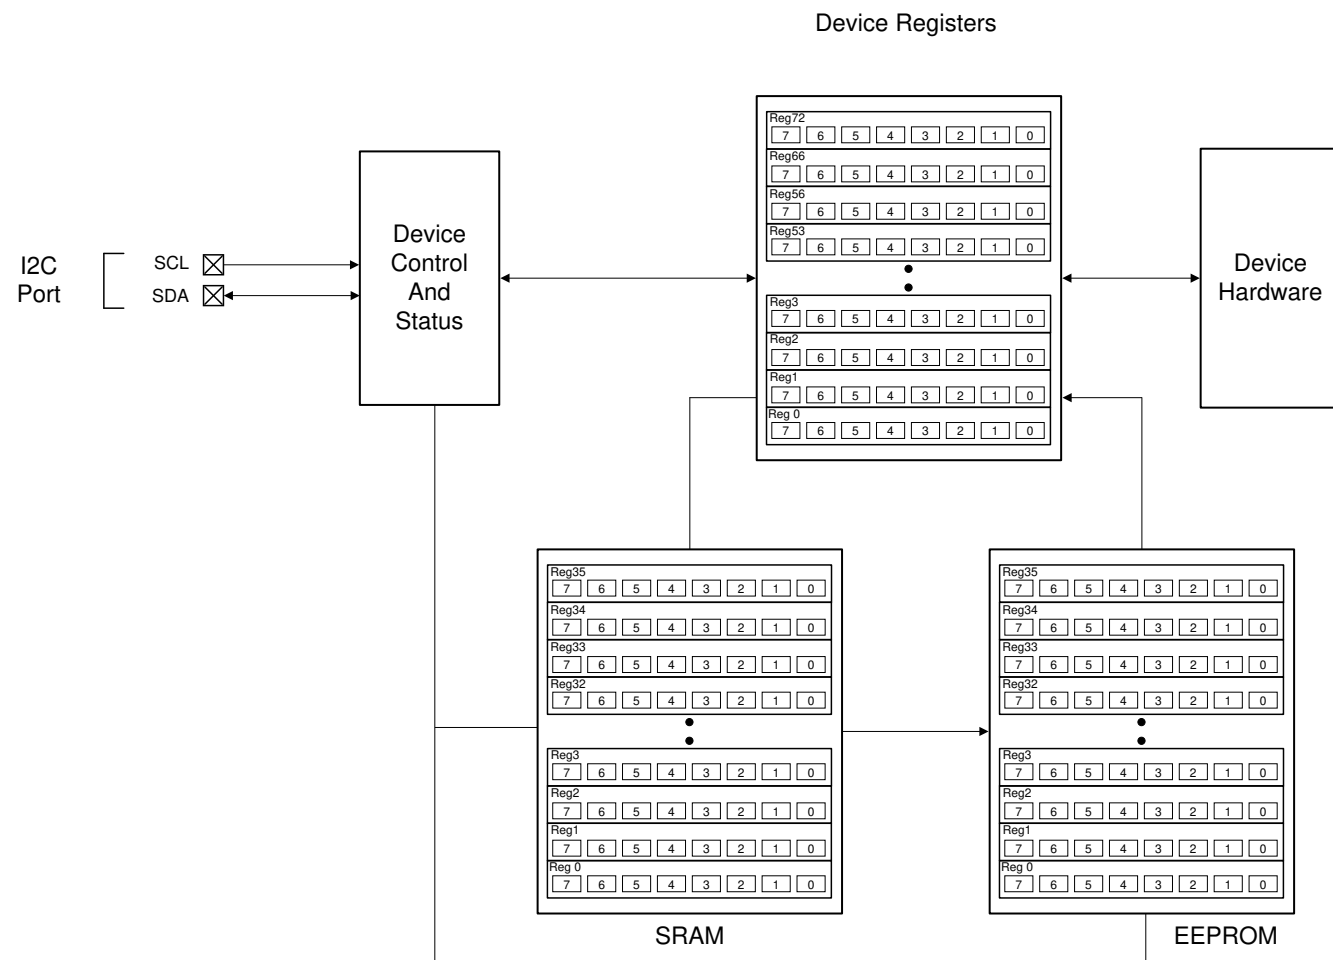 Device Registers
Reg72
7 6 5 4 3 2 1 0
Reg66
7 6 5 4 3 2 1 0
Reg56
7 6 5 4 3 2 1 0
Reg53
7 6 5 4 3 2 1 0
Reg3
7 6 5 4 3 2 1 0
Reg2
7 6 5 4 3 2 1 0
Reg1
7 6 5 4 3 2 1 0
Reg 0
7 6 5 4 3 2 1 0
I2C
Port
SCL
SDA
Device
Control
And
Status
Device
Hardware
Reg35
7 6 5 4 3 2 1 0
Reg34
7 6 5 4 3 2 1 0
Reg33
7 6 5 4 3 2 1 0
Reg32
7 6 5 4 3 2 1 0
Reg3
7 6 5 4 3 2 1 0
Reg2
7 6 5 4 3 2 1 0
Reg1
7 6 5 4 3 2 1 0
Reg 0
7 6 5 4 3 2 1 0
SRAM
Reg35
7 6 5 4 3 2 1 0
Reg34
7 6 5 4 3 2 1 0
Reg33
7 6 5 4 3 2 1 0
Reg32
7 6 5 4 3 2 1 0
Reg3
7 6 5 4 3 2 1 0
Reg2
7 6 5 4 3 2 1 0
Reg1
7 6 5 4 3 2 1 0
Reg 0
7 6 5 4 3 2 1 0
EEPROM